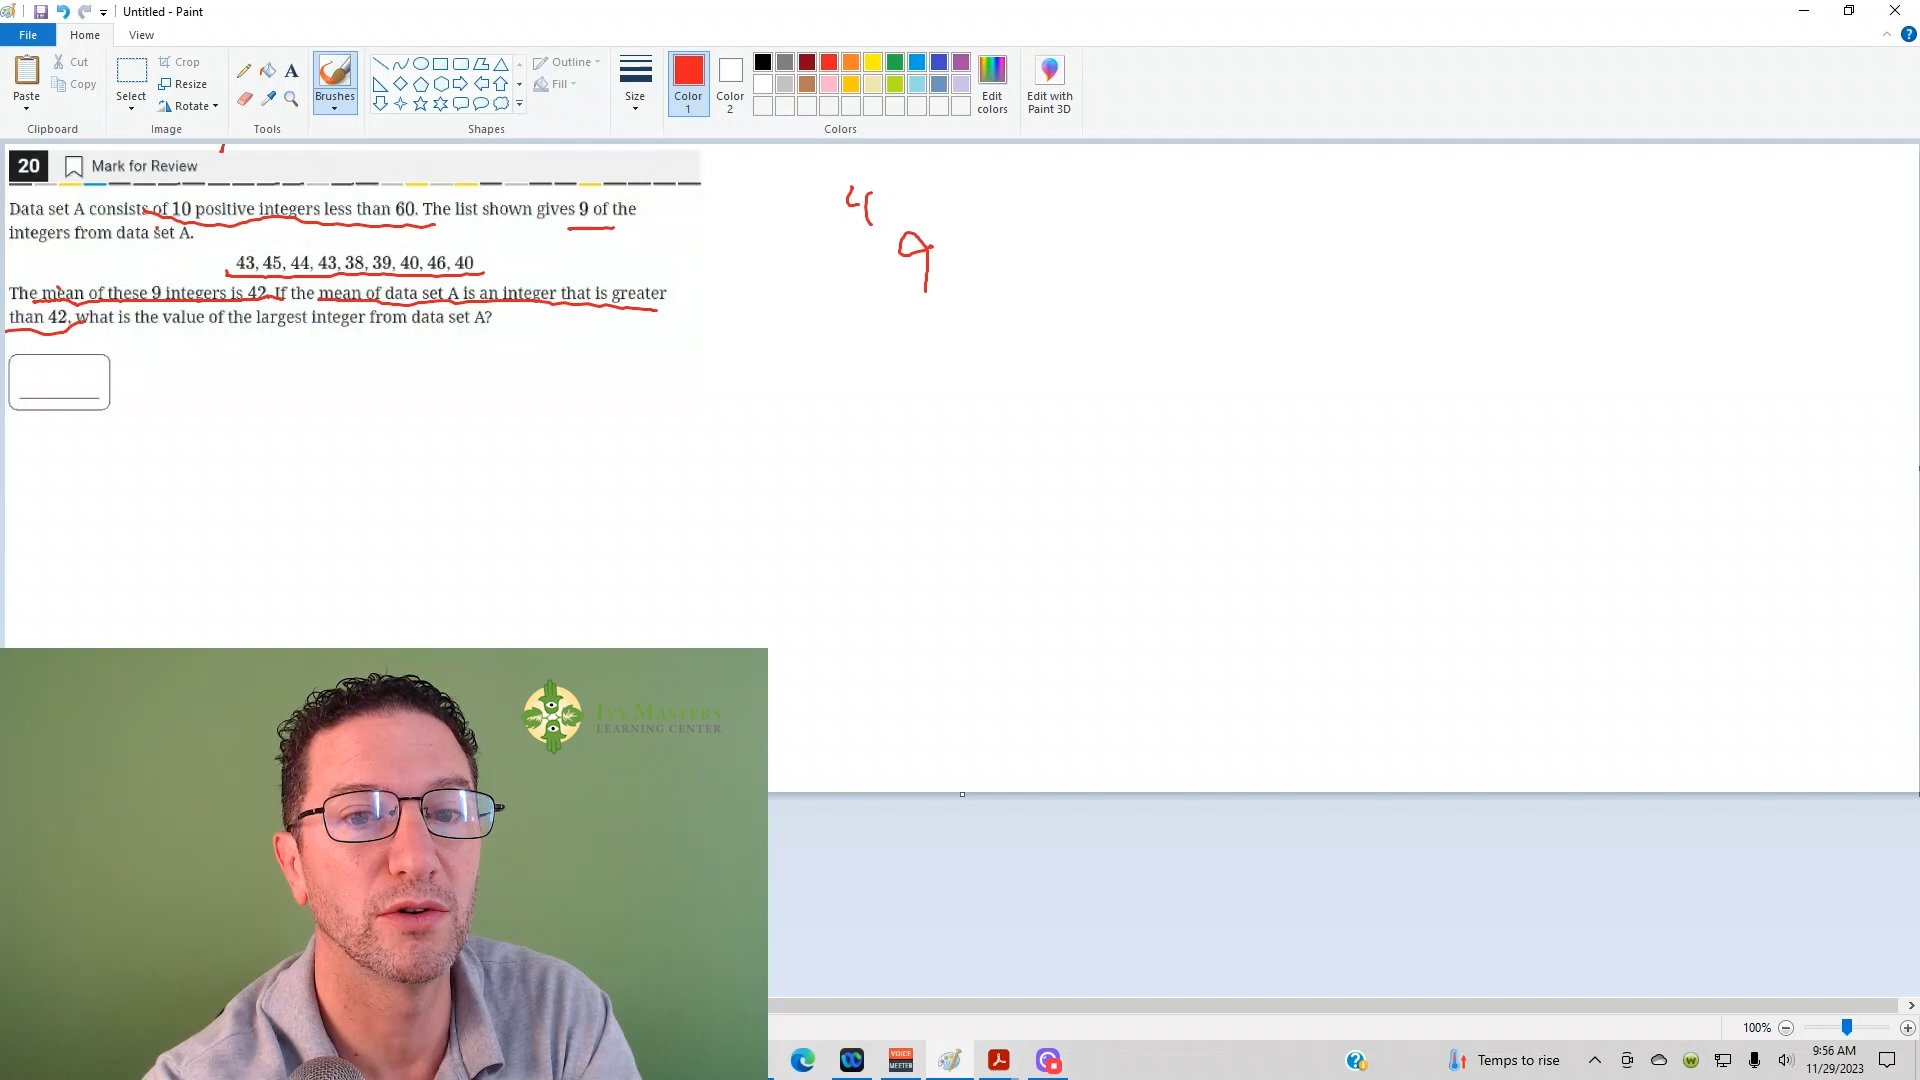 Untitled - Paint
File Home View
Paste
Cut
Copy
Clipboard
Select
Crop
Resize
Rotate
Image
A
Tools
Brushes
Shapes
Outline
Fill
Size
Color 1
Color 2
Edit colors
Edit with Paint 3D
Colors
20 Mark for Review
Data set A consists of 10 positive integers less than 60. The list shown gives 9 of the
integers from data set A.
43, 45, 44, 43, 38, 39, 40, 46, 40
The mean of these 9 integers is 42. If the mean of data set A is an integer that is greater
than 42, what is the value of the largest integer from data set A?
4
9
IVY MASTERS
LEARNING CENTER
100%
VOICE
MEETER
Temps to rise
9:56 AM
11/29/2023